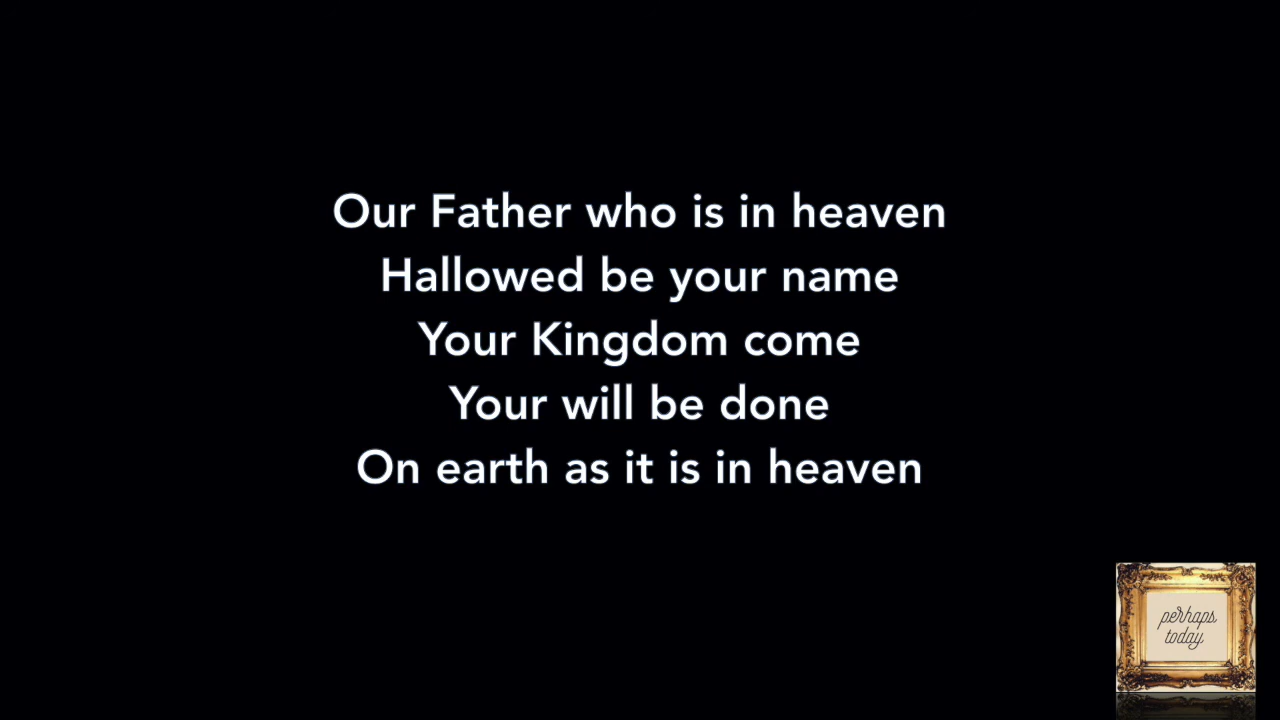 Our Father who is in heaven
Hallowed be your name
Your Kingdom come
Your will be done
On earth as it is in heaven
perhaps
today